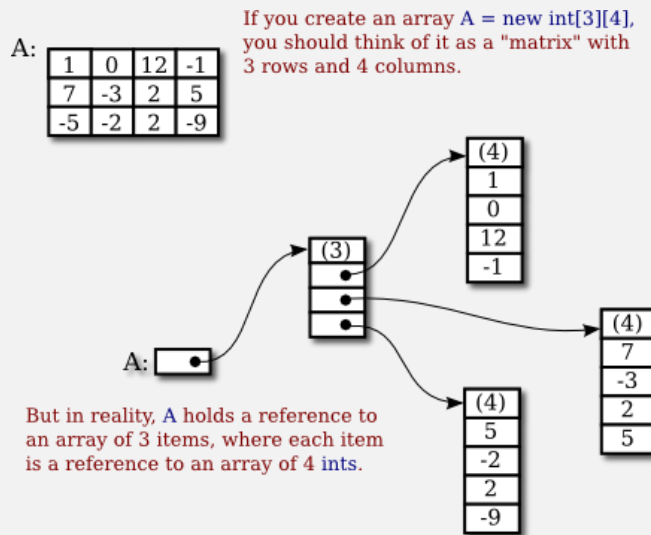 If you create an array A = new int[3][4],
you should think of it as a "matrix" with
3 rows and 4 columns.
A:
1 0 12 -1
7 -3 2 5
-5 -2 2 -9
(4)
1
0
12
-1
(3)
A:
(4)
7
-3
2
5
But in reality, A holds a reference to
an array of 3 items, where each item
is a reference to an array of 4 ints.
(4)
5
-2
2
-9